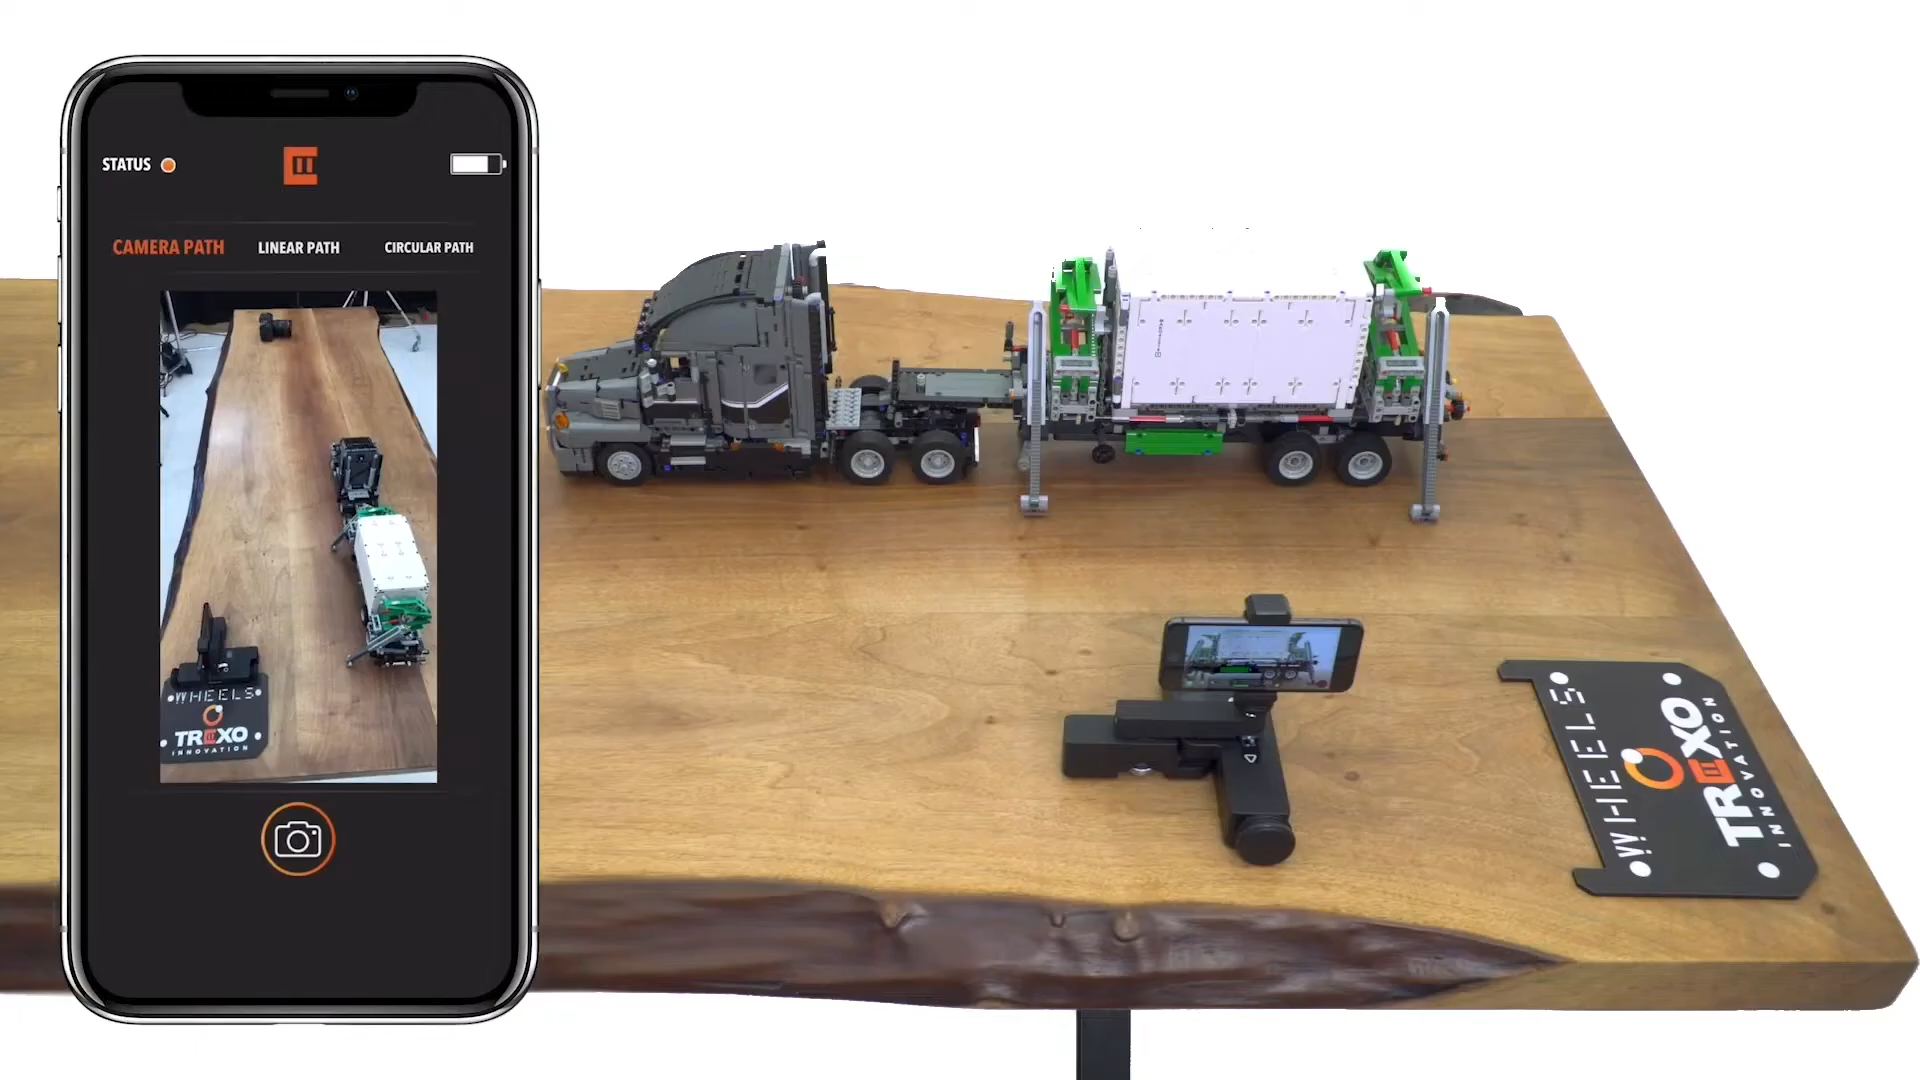 STATUS
CAMERA PATH
LINEAR PATH
CIRCULAR PATH
WHEELS
TREXO
INNOVATION
WHEELS
TREXO
INNOVATION